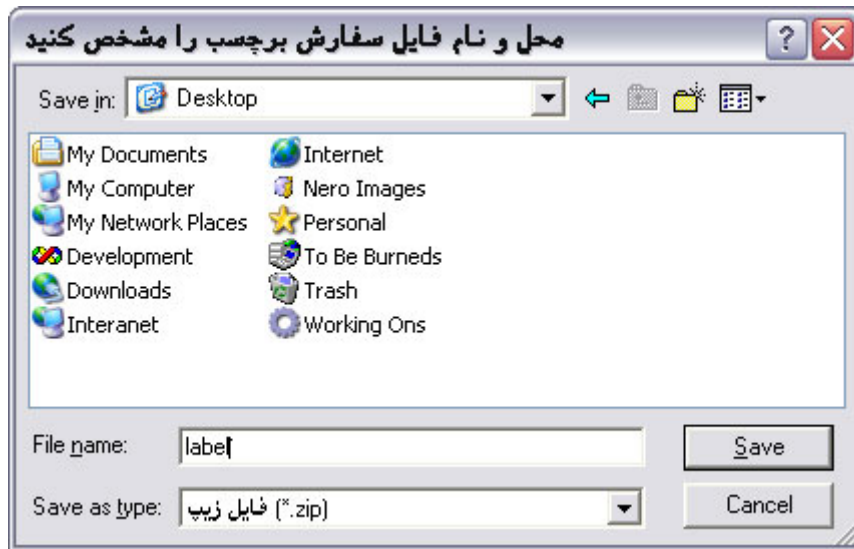 محل و نام فایل سفارش برچسب را مشخص کنید
Save in: Desktop
My Documents
My Computer
My Network Places
Development
Downloads
Interanet
Internet
Nero Images
Personal
To Be Burneds
Trash
Working Ons
File name: label
Save
Save as type: فایل زیپ (*.zip)
Cancel